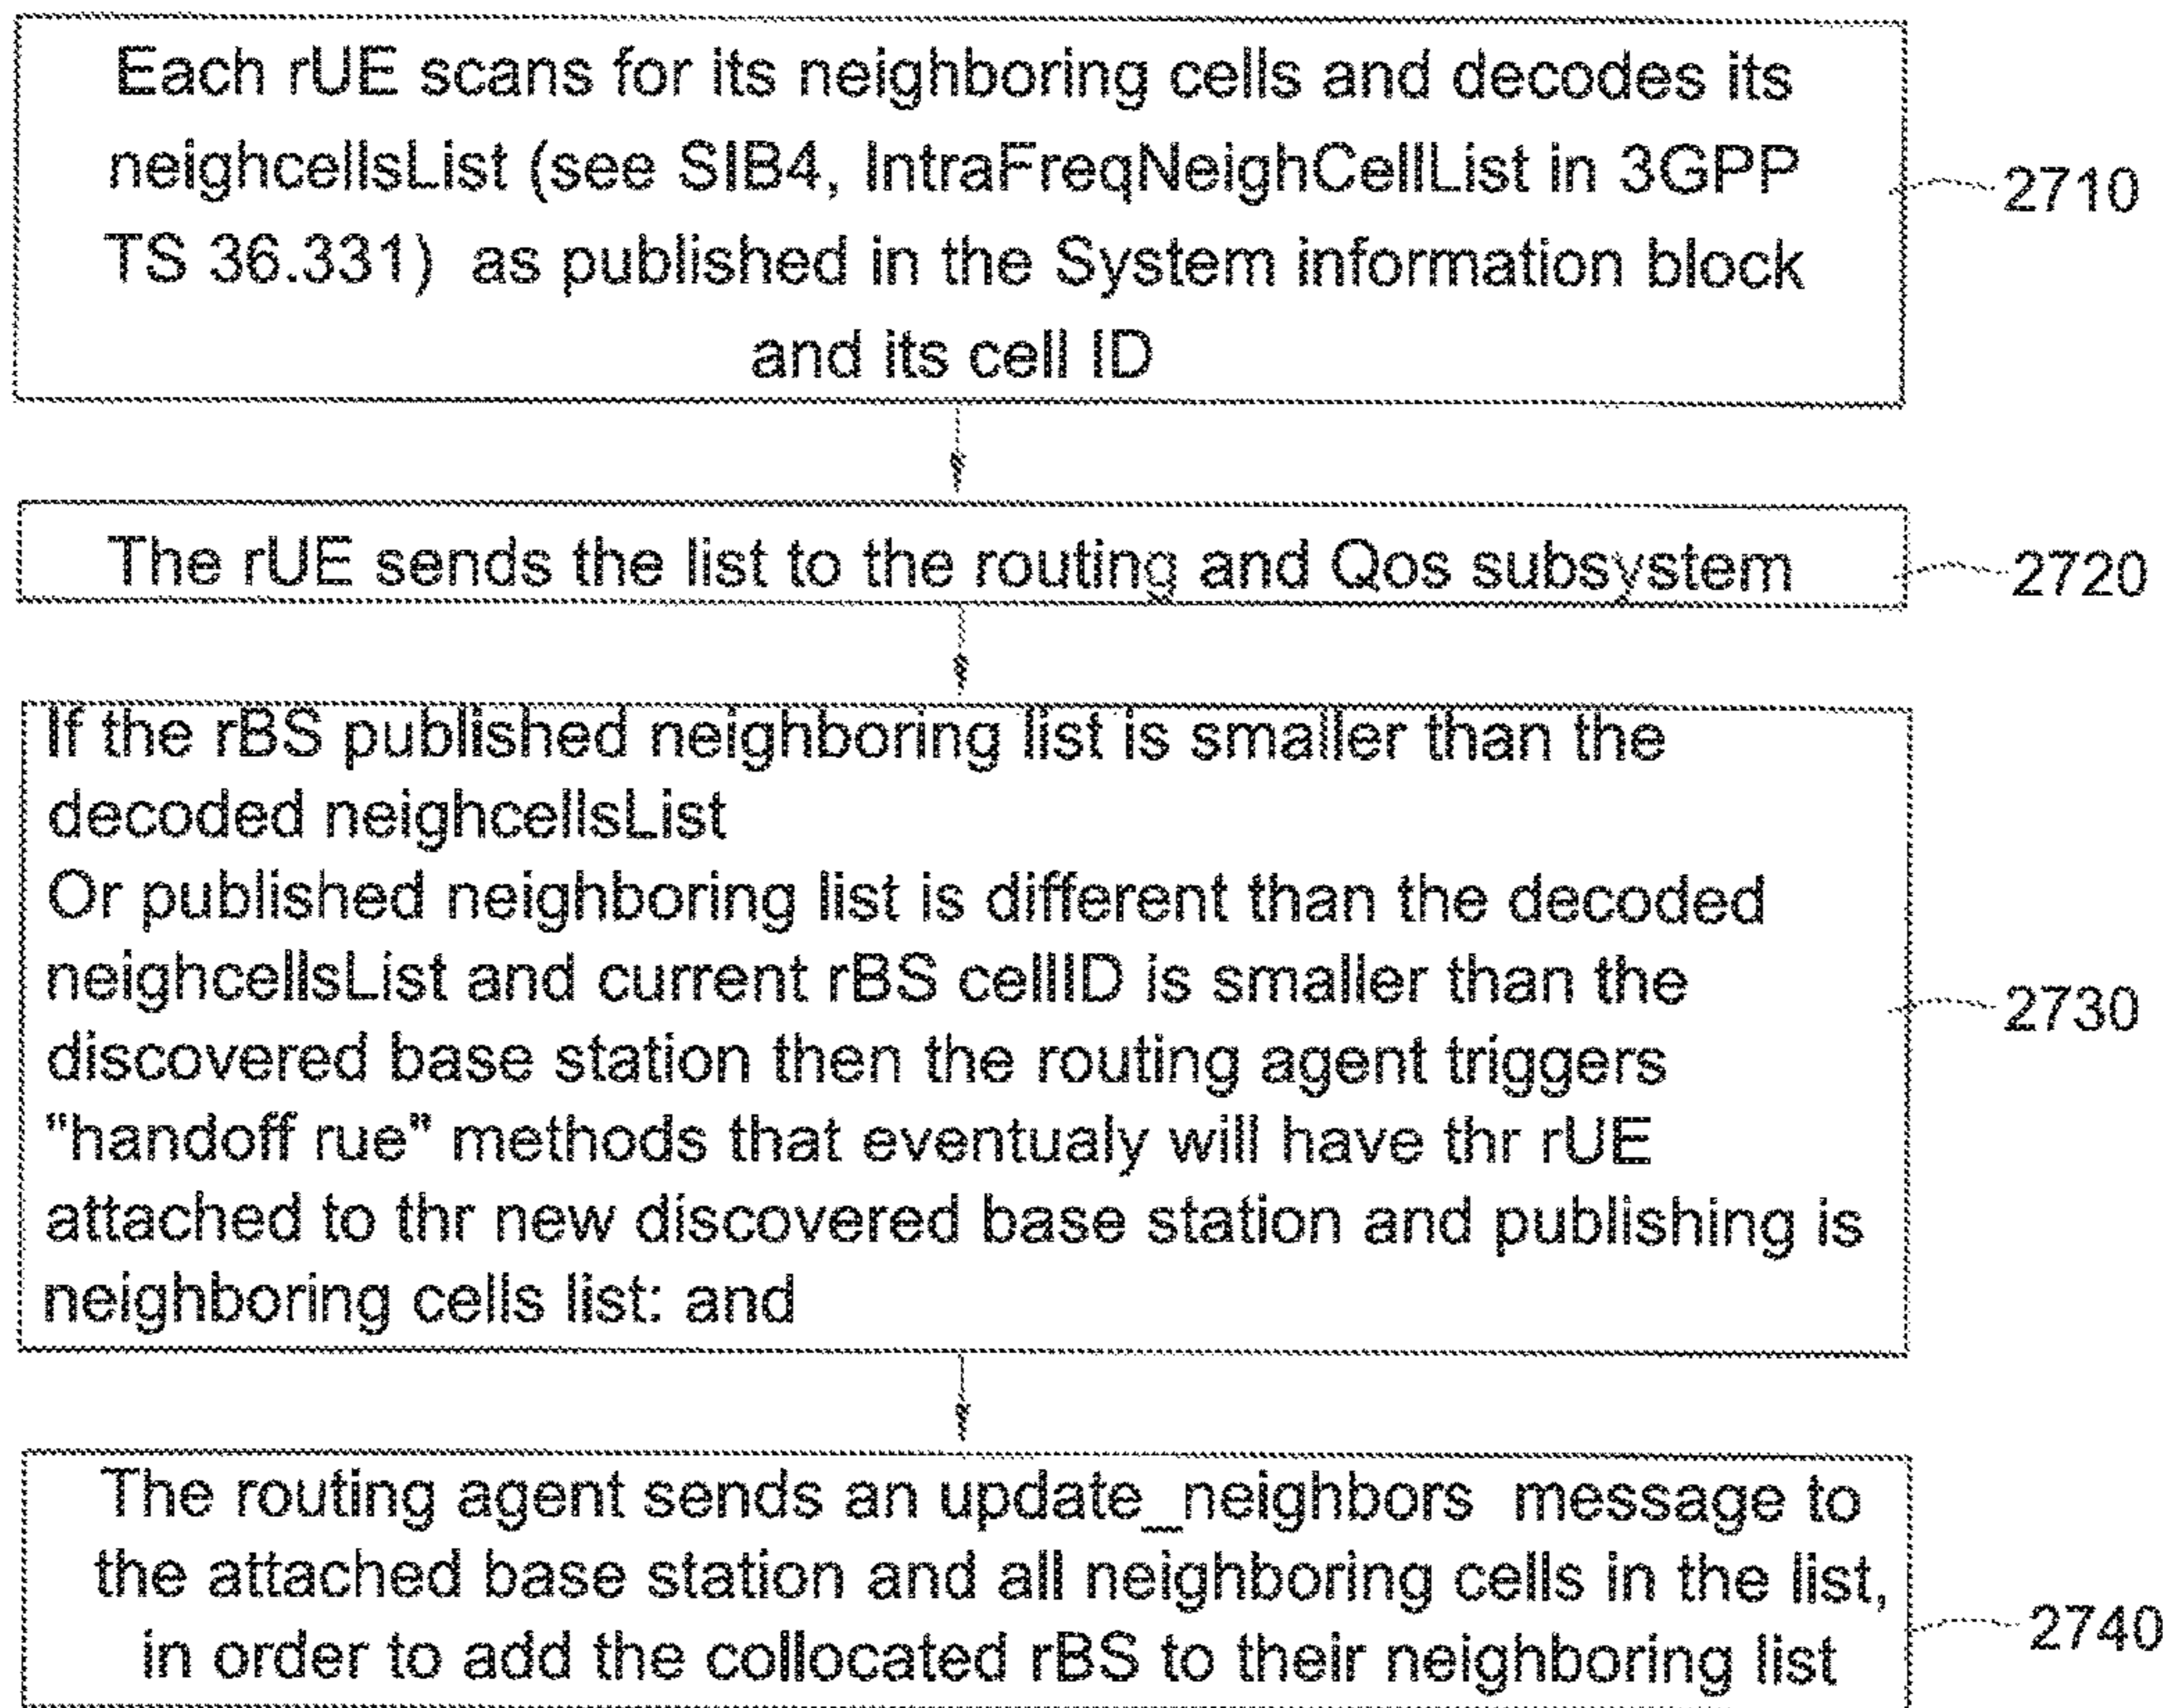 Each rUE scans for its neighboring cells and decodes its
neighcellsList (see SIB4, IntraFreqNeighCellList in 3GPP
TS 36.331) as published in the System information block
and its cell ID
2710
The rUE sends the list to the routing and Qos subsystem
2720
If the rBS published neighboring list is smaller than the
decoded neighcellsList
Or published neighboring list is different than the decoded
neighcellsList and current rBS cellID is smaller than the
discovered base station then the routing agent triggers
"handoff rue" methods that eventualy will have thr rUE
attached to thr new discovered base station and publishing is
neighboring cells list: and
2730
The routing agent sends an update_neighbors message to
the attached base station and all neighboring cells in the list,
in order to add the collocated rBS to their neighboring list
2740